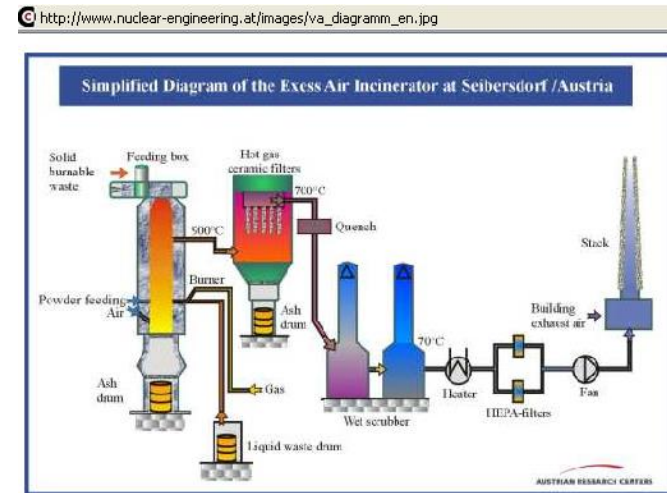 http://www.nuclear-engineering.at/images/va_diagramm_en.jpg
Simplified Diagram of the Exess Air Incinerator at Seibersdorf /Austria
Solid
burnable
waste
Feeding box
Hot gas
ceramic filters
700°C
Quench
Stack
Burner
Powder feeding
Air
Ash
drum
Building
exhaust air
70°C
Ash
drum
Gas
Heater
HEPA-filters
Fan
Wet scrubber
Liquid waste drum
AUSTRIAN RESEARCH CENTERS